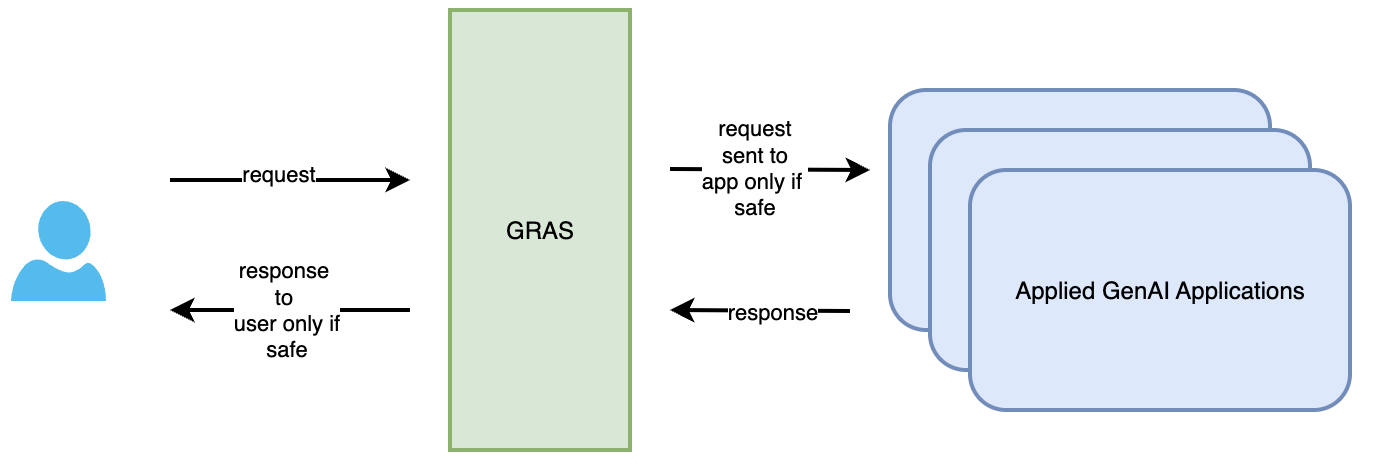 request
response
to
user only if
safe
GRAS
request
sent to
app only if
safe
response
Applied GenAI Applications